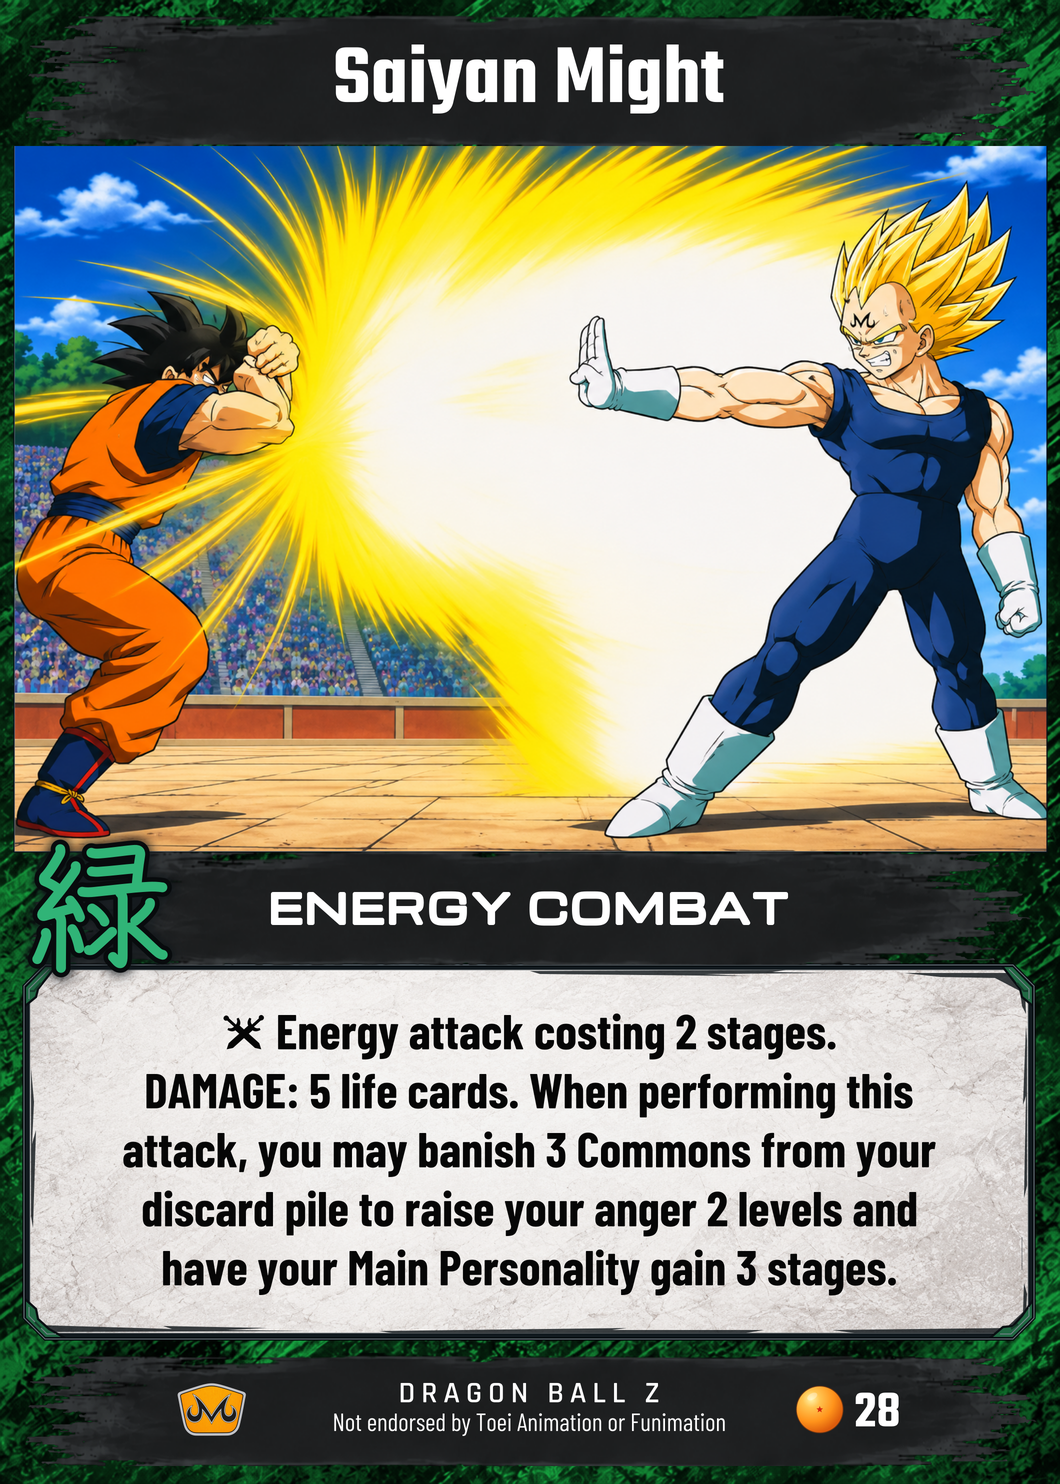 Saiyan Might
緑
ENERGY COMBAT
Energy attack costing 2 stages.
DAMAGE: 5 life cards. When performing this
attack, you may banish 3 Commons from your
discard pile to raise your anger 2 levels and
have your Main Personality gain 3 stages.
DRAGON BALL Z
Not endorsed by Toei Animation or Funimation
28